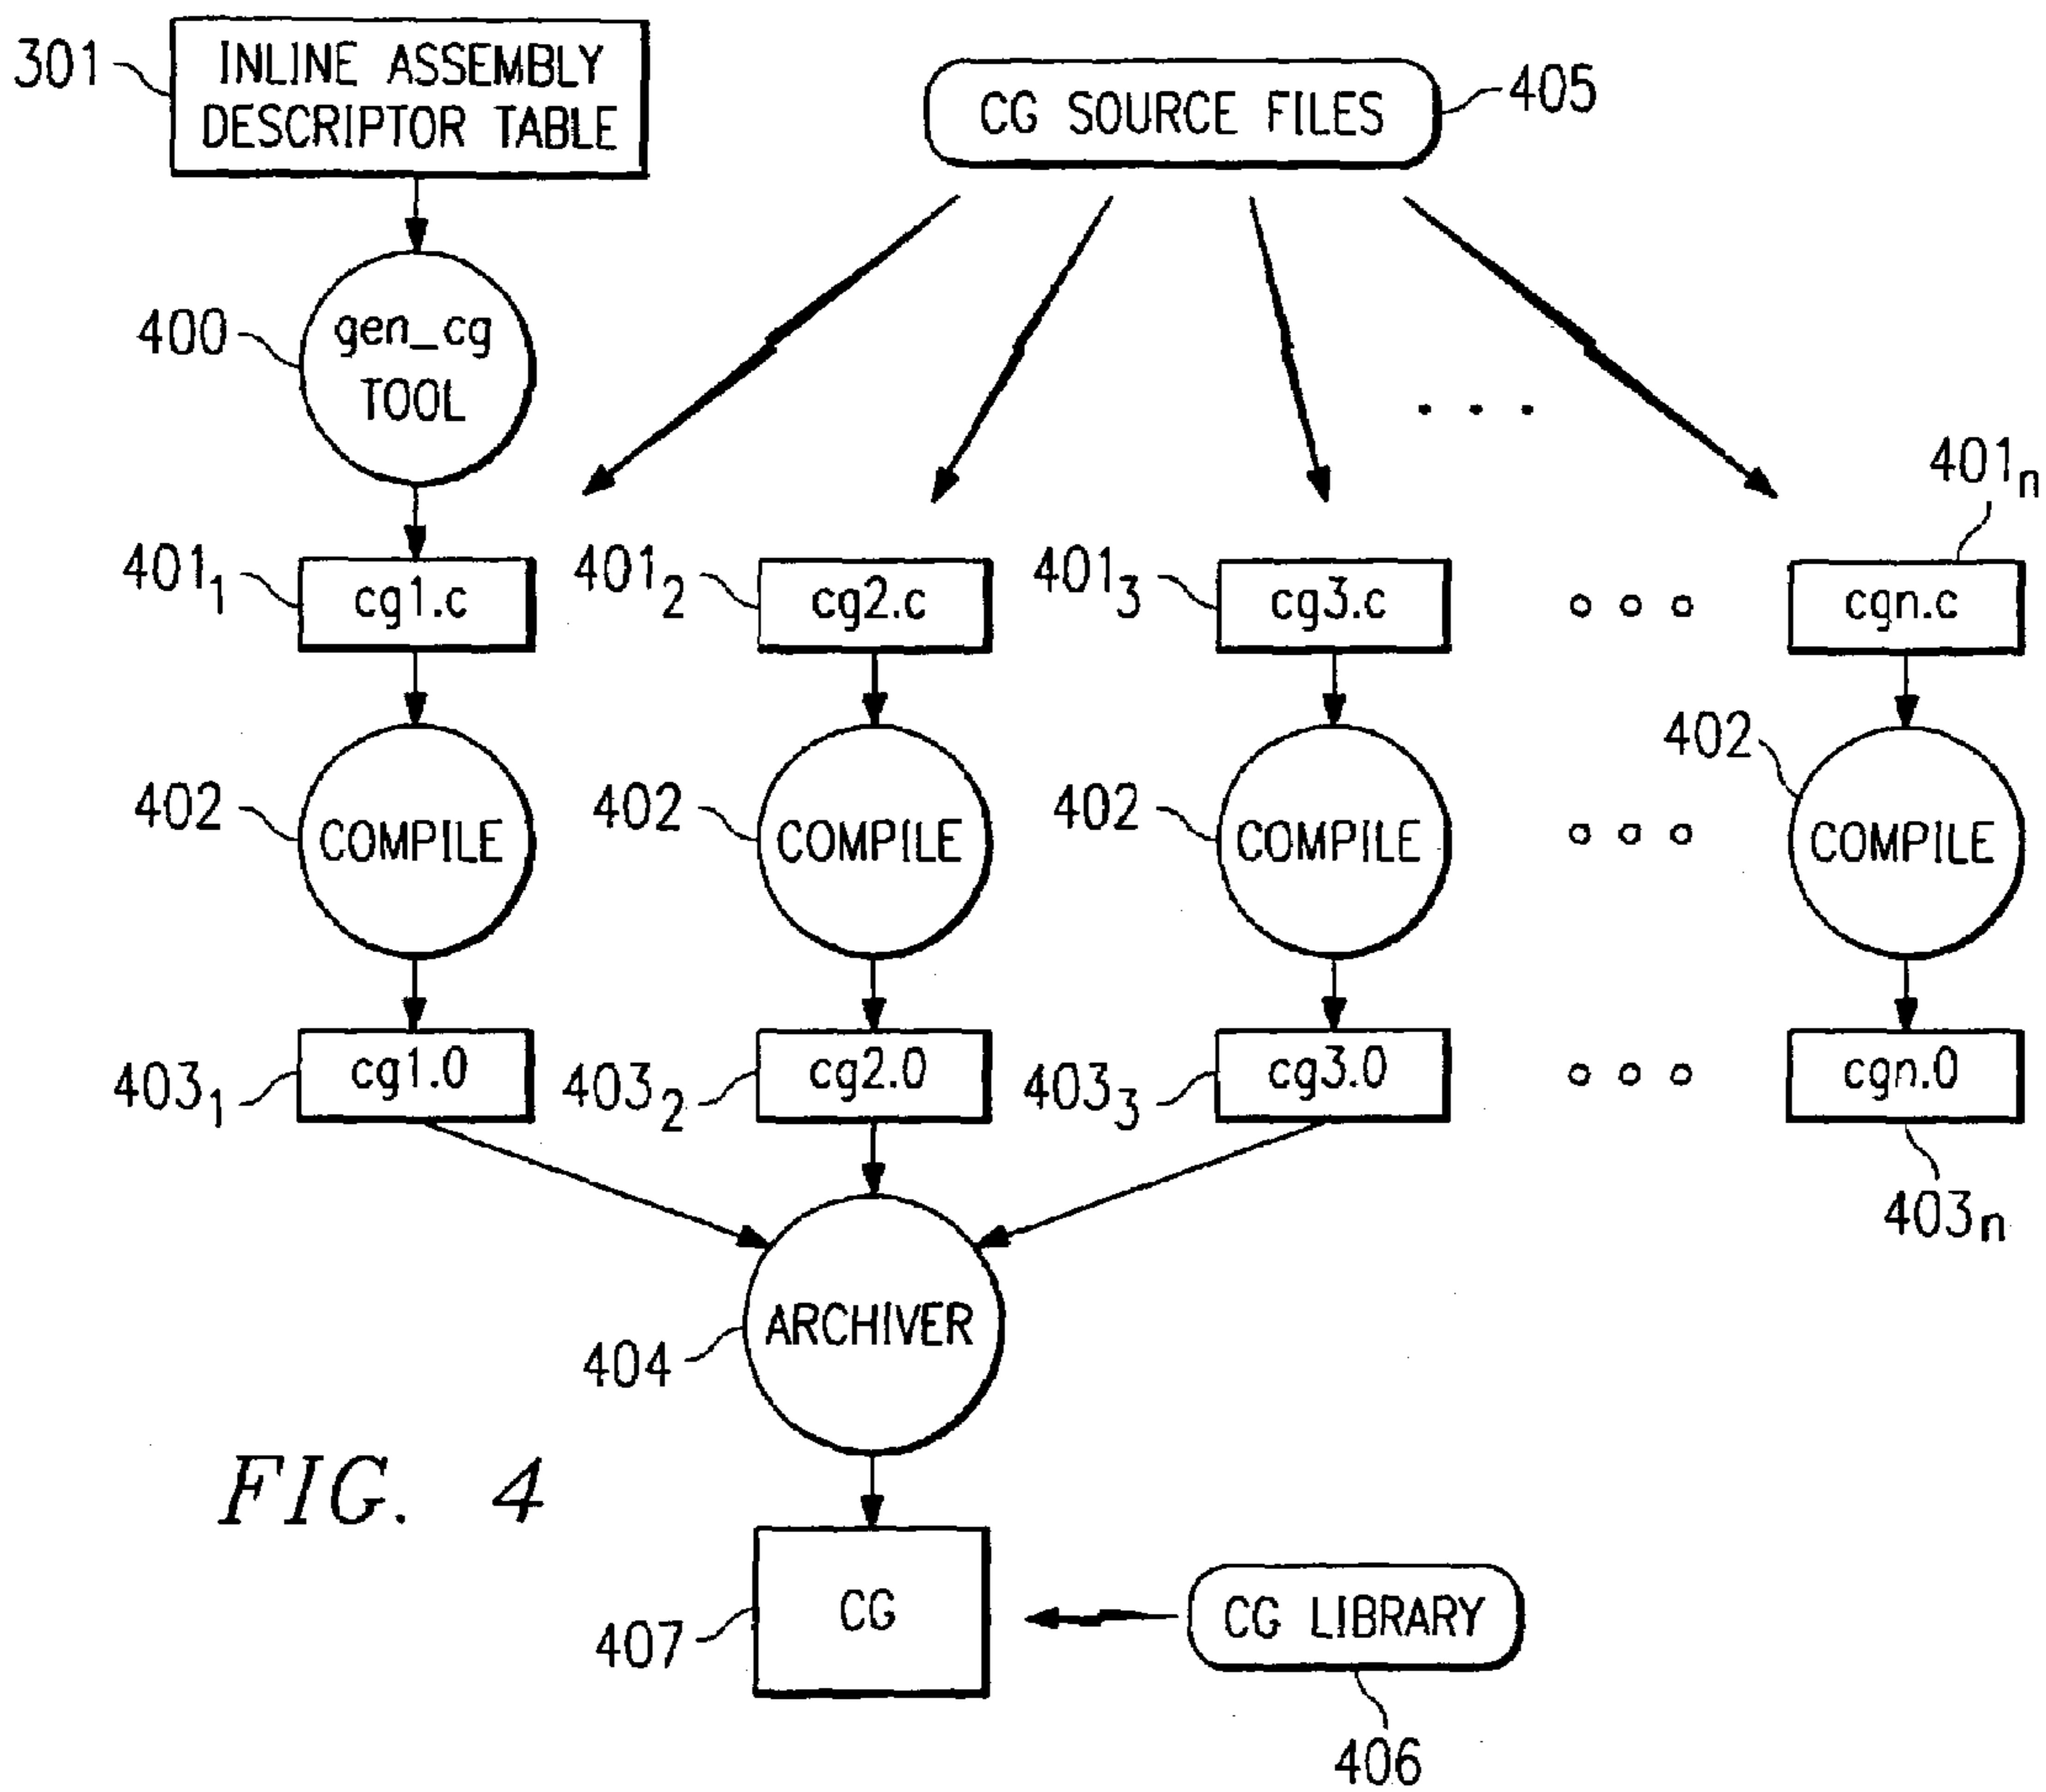 301
INLINE ASSEMBLY
DESCRIPTOR TABLE
CG SOURCE FILES
405
400
gen_cg
TOOL
. . .
401n
4011
cg1.c
4012
cg2.c
4013
cg3.c
cgn.c
402
COMPILE
402
COMPILE
402
COMPILE
402
COMPILE
4031
cg1.0
4032
cg2.0
4033
cg3.0
cgn.0
403n
ARCHIVER
404
FIG. 4
CG
407
CG LIBRARY
406